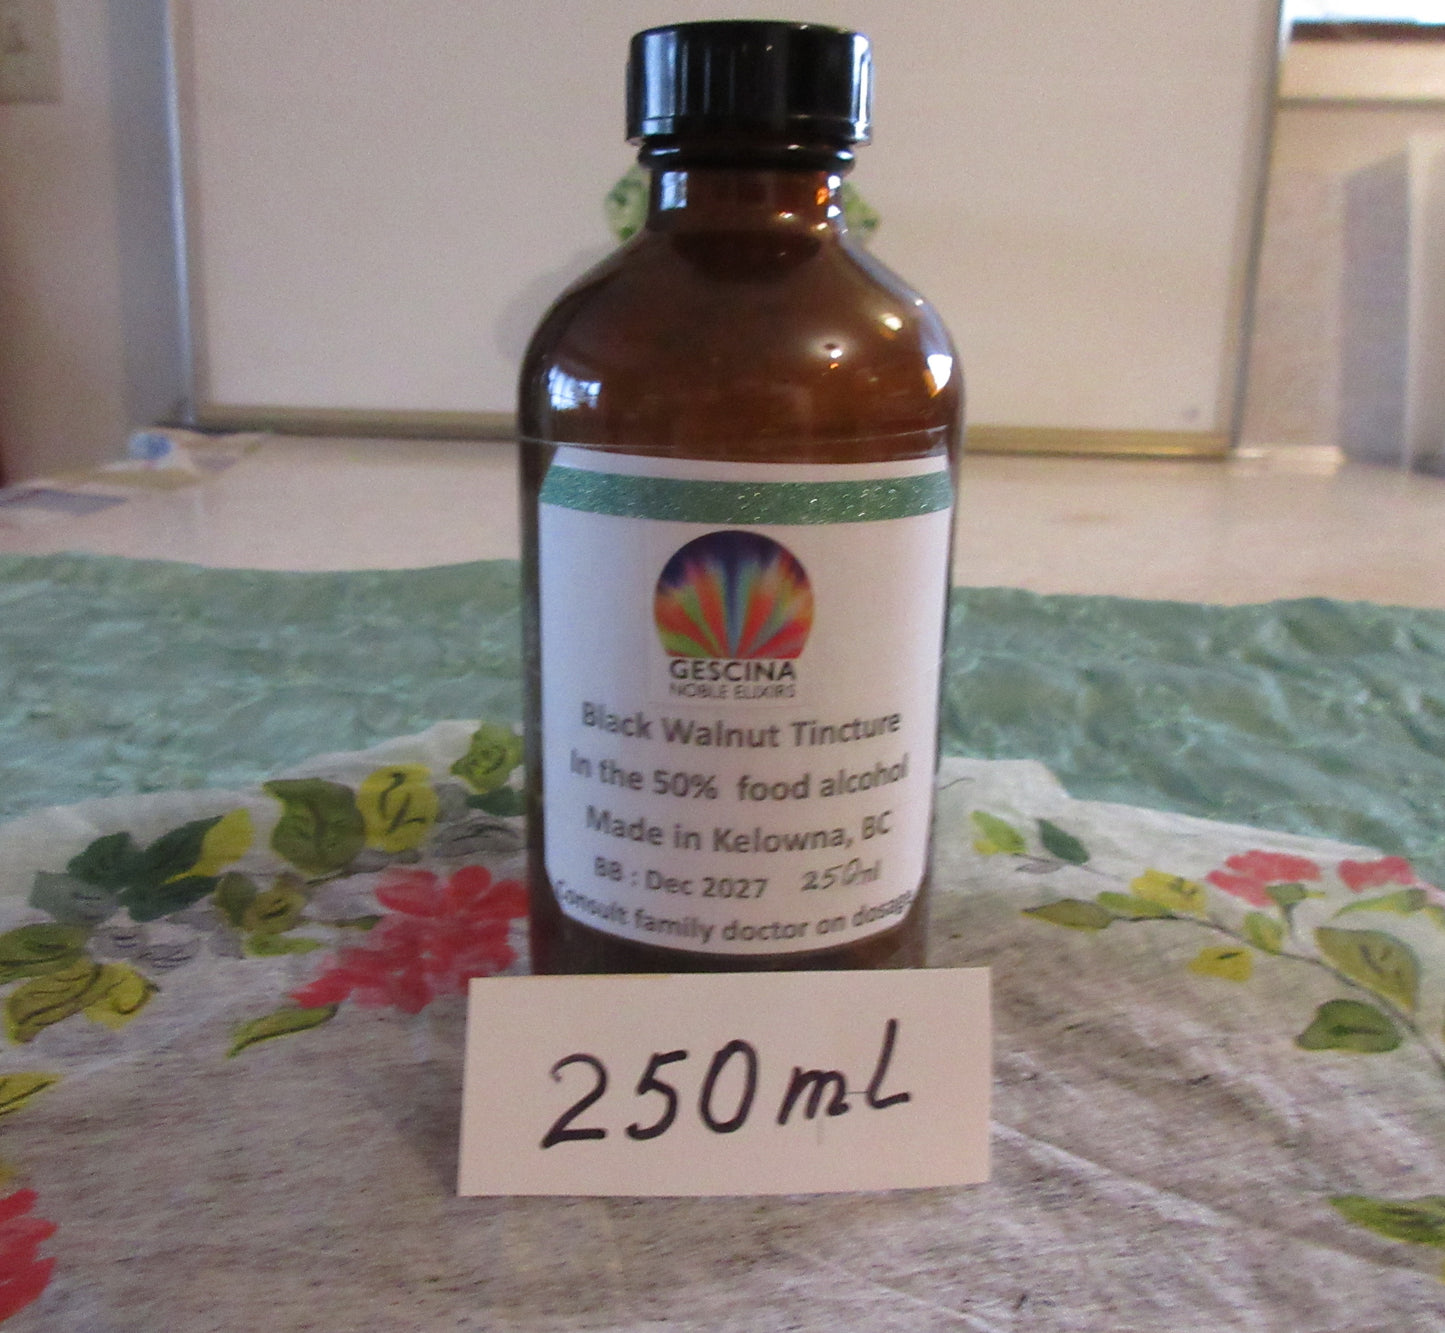 GESCINA
NOBLE ELIXIRS
Black Walnut Tincture
In the 50% food alcohol
Made in Kelowna, BC
BB : Dec 2027 250ml
Consult family doctor on dosage
250mL